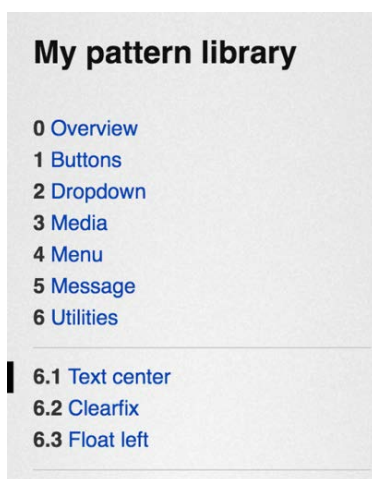 My pattern library
0 Overview
1 Buttons
2 Dropdown
3 Media
4 Menu
5 Message
6 Utilities
6.1 Text center
6.2 Clearfix
6.3 Float left